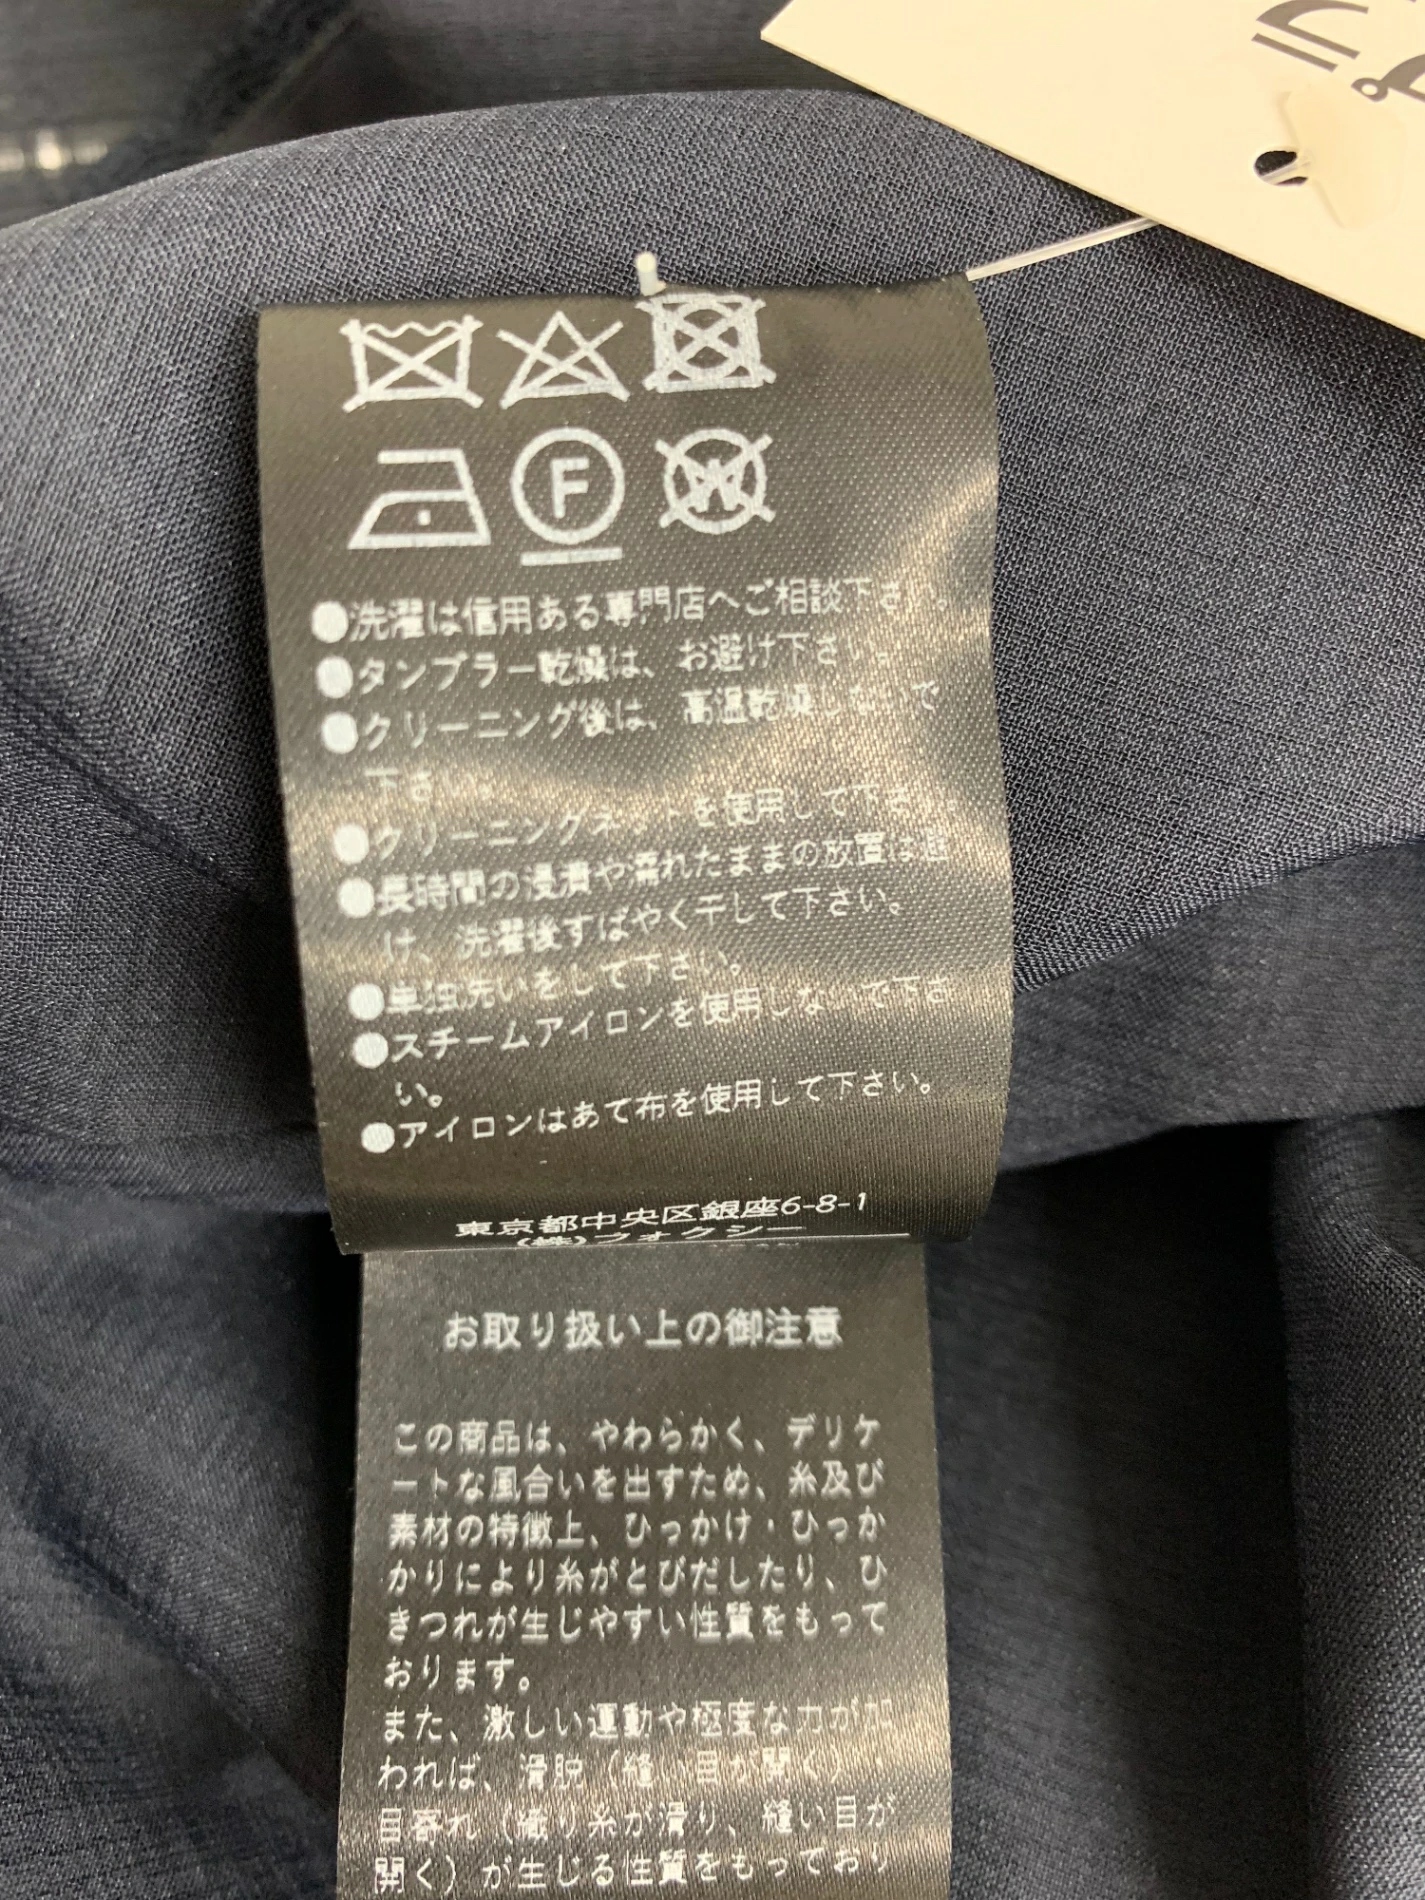 F
W
●洗濯は信用ある専門店へご相談下さい。
●タンブラー乾燥は、お避け下さい。
●クリーニング後は、高温乾燥しないで
下さい。
●クリーニングネットを使用して下さい。
●長時間の浸漬や濡れたままの放置は避
け、洗濯後すばやく干して下さい。
●単独洗いをして下さい。
●スチームアイロンを使用しないで下さ
い。
●アイロンはあて布を使用して下さい。
東京都中央区銀座6-8-1
(株)フォクシー
お取り扱い上の御注意
この商品は、やわらかく、デリケ
ートな風合いを出すため、糸及び
素材の特徴上、ひっかけ・ひっか
かりにより糸がとびだしたり、ひ
きつれが生じやすい性質をもって
おります。
また、激しい運動や極度な力が加
われば、滑脱（縫い目が開く）・
目寄れ（織り糸が滑り、縫い目が
開く）が生じる性質をもっており